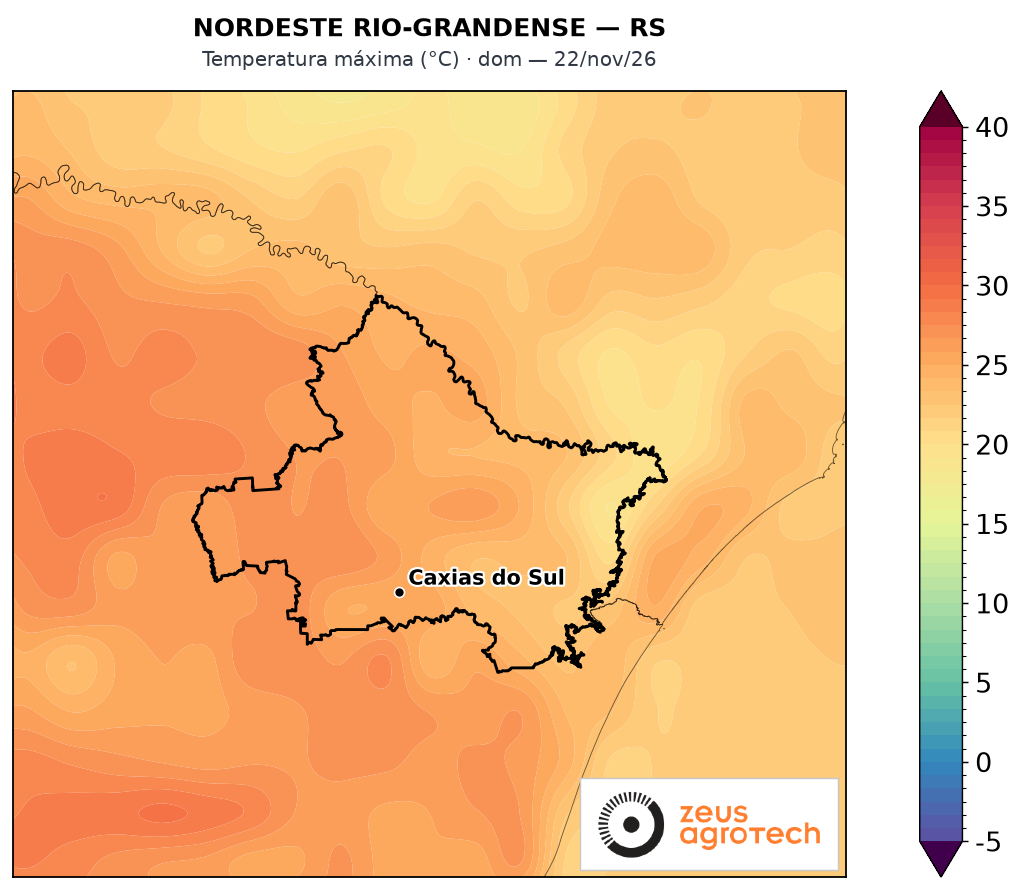 NORDESTE RIO-GRANDENSE — RS
Temperatura máxima (°C) · dom — 22/nov/26
40
35
30
25
20
15
10
5
0
-5
Caxias do Sul
zeus
agrotech